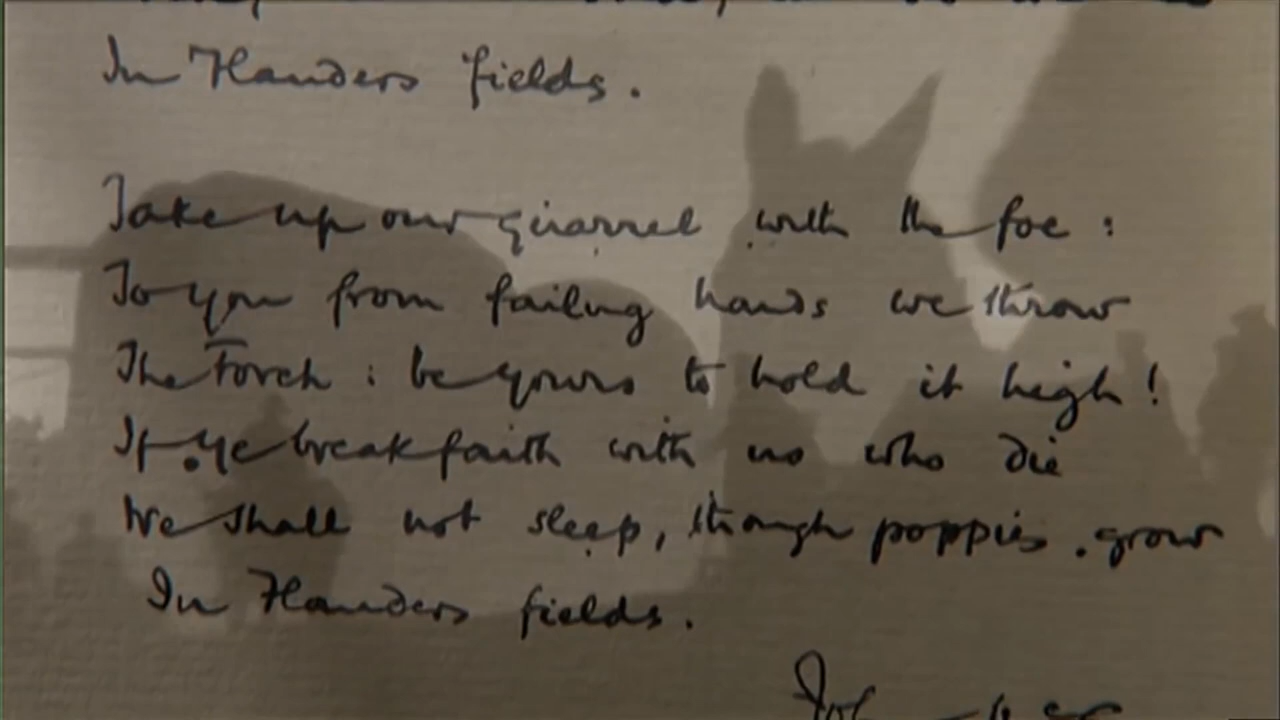 In Flanders fields.
Take up our quarrel with the foe :
To you from failing hands we throw
The Torch : be yours to hold it high !
If ye break faith with us who die
We shall not sleep, though poppies grow
In Flanders fields.